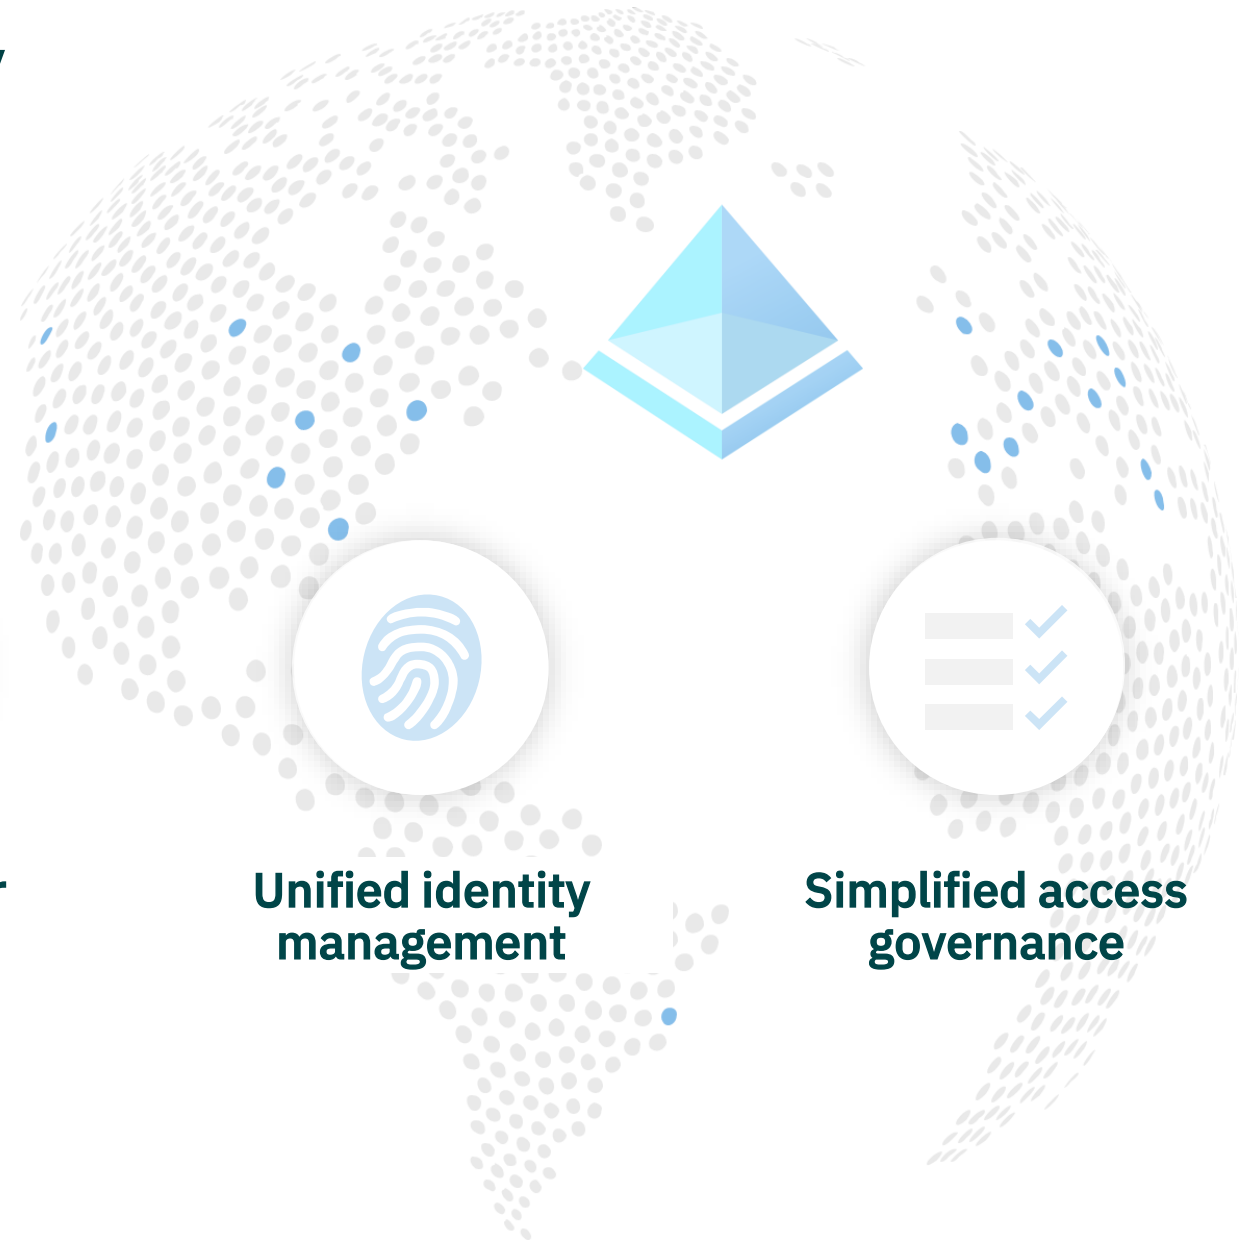 Unified identity
management
Simplified access
governance